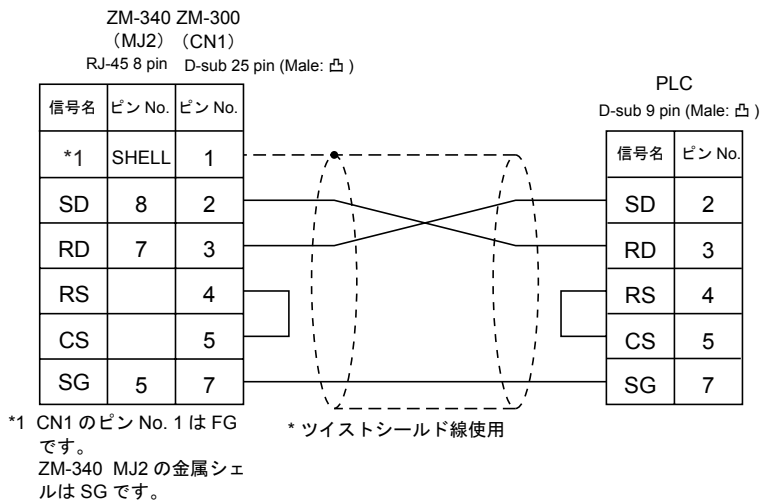 ZM-340 ZM-300
（MJ2）（CN1）
RJ-45 8 pin D-sub 25 pin (Male: 凸 )
信号名 ピン No. ピン No.
*1 SHELL 1
SD 8 2
RD 7 3
RS 4
CS 5
SG 5 7
PLC
D-sub 9 pin (Male: 凸 )
信号名 ピン No.
SD 2
RD 3
RS 4
CS 5
SG 7
* ツイストシールド線使用
*1 CN1 のピン No. 1 は FG
です。
ZM-340 MJ2 の金属シェ
ルは SG です。